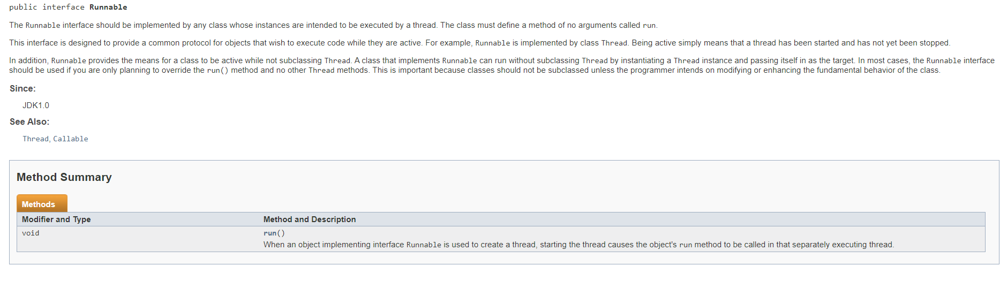 public interface Runnable
The Runnable interface should be implemented by any class whose instances are intended to be executed by a thread. The class must define a method of no arguments called run.
This interface is designed to provide a common protocol for objects that wish to execute code while they are active. For example, Runnable is implemented by class Thread. Being active simply means that a thread has been started and has not yet been stopped.
In addition, Runnable provides the means for a class to be active while not subclassing Thread. A class that implements Runnable can run without subclassing Thread by instantiating a Thread instance and passing itself in as the target. In most cases, the Runnable interface
should be used if you are only planning to override the run() method and no other Thread methods. This is important because classes should not be subclassed unless the programmer intends on modifying or enhancing the fundamental behavior of the class.
Since:
JDK1.0
See Also:
Thread, Callable
Method Summary
Methods
Modifier and Type Method and Description
void run()
When an object implementing interface Runnable is used to create a thread, starting the thread causes the object's run method to be called in that separately executing thread.